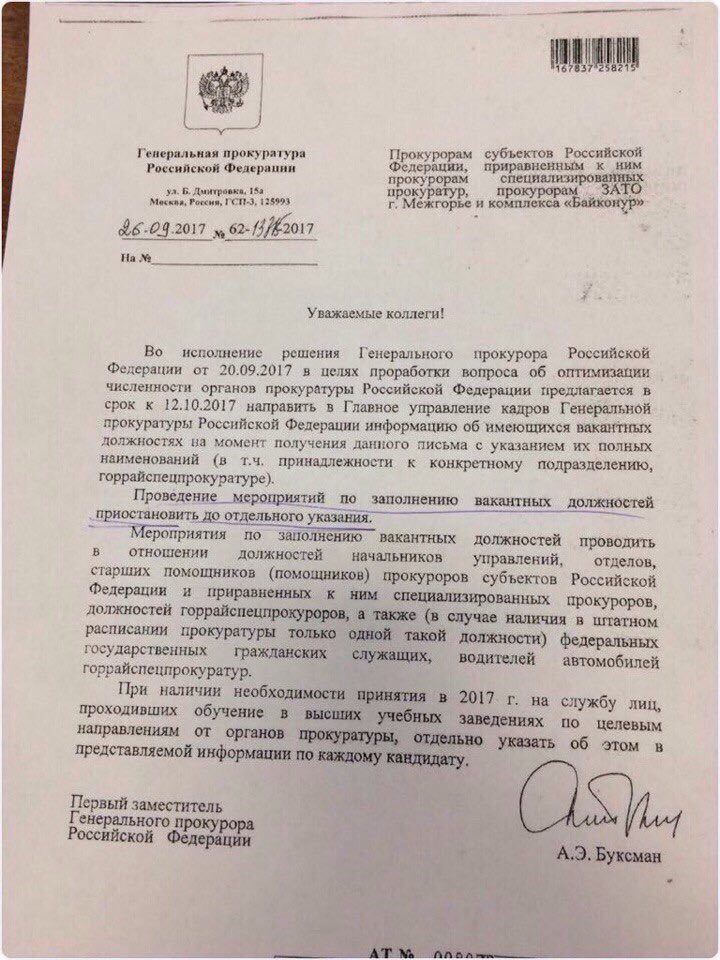 167837 258215
Генеральная прокуратура
Российской Федерации
ул. Б. Дмитровка, 15а
Москва, Россия, ГСП-3, 125993
26.09.2017 № 62-      -2017
На №
Прокурорам субъектов Российской
Федерации, приравненным к ним
прокурорам специализированных
прокуратур, прокурорам ЗАТО
г. Межгорье и комплекса «Байконур»
Уважаемые коллеги!
Во исполнение решения Генерального прокурора Российской
Федерации от 20.09.2017 в целях проработки вопроса об оптимизации
численности органов прокуратуры Российской Федерации предлагается в
срок к 12.10.2017 направить в Главное управление кадров Генеральной
прокуратуры Российской Федерации информацию об имеющихся вакантных
должностях на момент получения данного письма с указанием их полных
наименований (в т.ч. принадлежности к конкретному подразделению,
горрайспецпрокуратуре).
Проведение мероприятий по заполнению вакантных должностей
приостановить до отдельного указания.
Мероприятия по заполнению вакантных должностей проводить
в отношении должностей начальников управлений, отделов,
старших помощников (помощников) прокуроров субъектов Российской
Федерации и приравненных к ним специализированных прокуроров,
должностей горрайспецпрокуроров, а также (в случае наличия в штатном
расписании прокуратуры только одной такой должности) федеральных
государственных гражданских служащих, водителей автомобилей
горрайспецпрокуратур.
При наличии необходимости принятия в 2017 г. на службу лиц,
проходивших обучение в высших учебных заведениях по целевым
направлениям от органов прокуратуры, отдельно указать об этом в
представляемой информации по каждому кандидату.
Первый заместитель
Генерального прокурора
Российской Федерации
А.Э. Буксман
АТ №